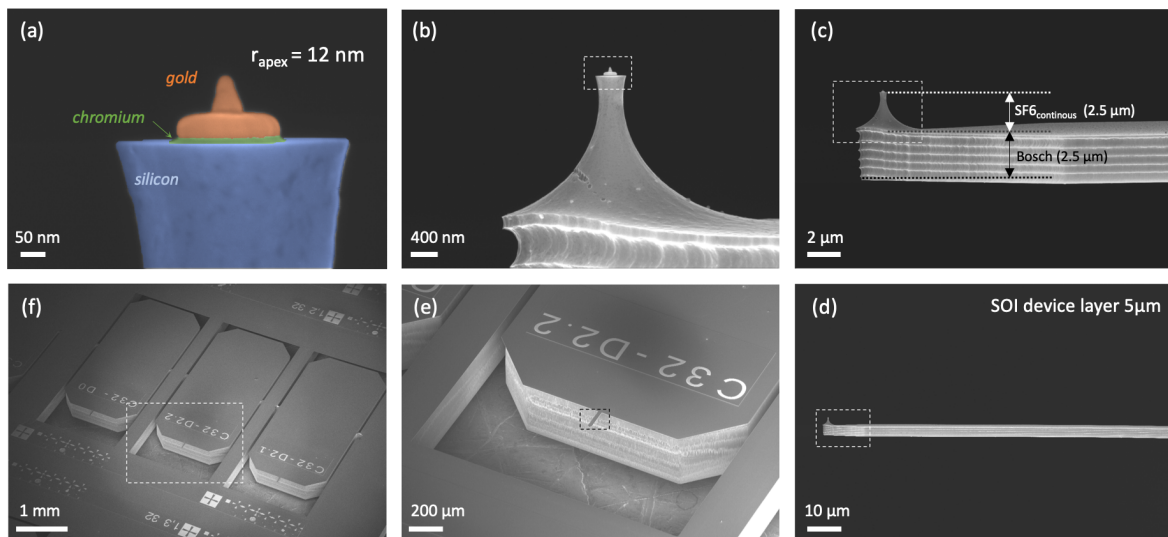 (a)
r_apex = 12 nm
gold
chromium
silicon
50 nm
(b)
400 nm
(c)
SF6continous (2.5 µm)
Bosch (2.5 µm)
2 µm
(f)
C32 - D0
C32 - D2.2
C32 - D2.1
1.2 32
1.3 32
1 mm
(e)
C32 - D2.2
200 µm
(d)
SOI device layer 5µm
10 µm